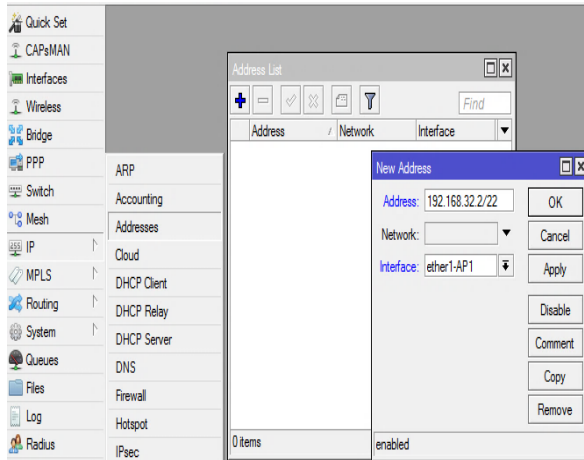 Quick Set
CAPsMAN
Interfaces
Wireless
Bridge
PPP
Switch
Mesh
IP
MPLS
Routing
System
Queues
Files
Log
Radius
ARP
Accounting
Addresses
Cloud
DHCP Client
DHCP Relay
DHCP Server
DNS
Firewall
Hotspot
IPsec
Address List
Find
Address / Network Interface
0 items
New Address
Address: 192.168.32.2/22
Network:
Interface: ether1-AP1
OK
Cancel
Apply
Disable
Comment
Copy
Remove
enabled